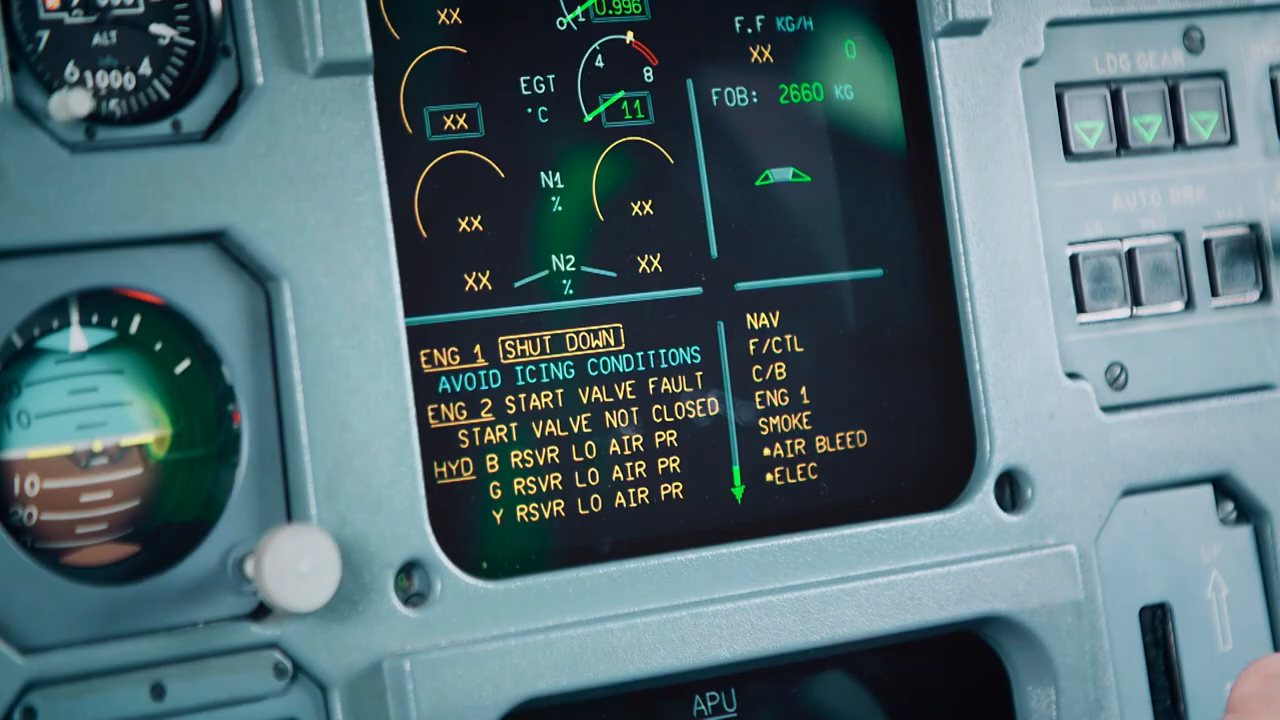 XX
0.996
F.F KG/H
XX
0
4
8
EGT
°C
XX
11
FOB: 2660 KG
N1
%
XX
XX
XX
N2
%
XX
ENG 1 SHUT DOWN
AVOID ICING CONDITIONS
ENG 2 START VALVE FAULT
START VALVE NOT CLOSED
HYD B RSVR LO AIR PR
G RSVR LO AIR PR
Y RSVR LO AIR PR
NAV
F/CTL
C/B
ENG 1
SMOKE
*AIR BLEED
*ELEC
APU
ALT
7
6
4
1000
10
10
20
LDG GEAR
AUTO BRK
UP